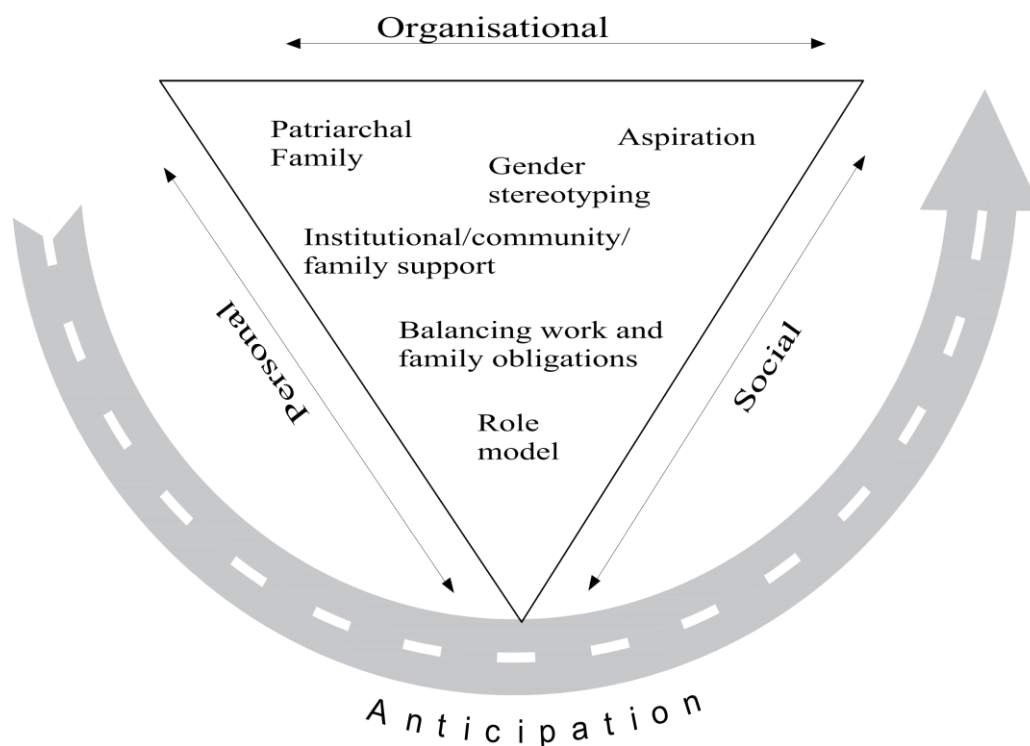 Organisational
Patriarchal
Family
Aspiration
Gender
stereotyping
Institutional/community/
family support
Personal
Balancing work and
family obligations
Social
Role
model
Anticipation